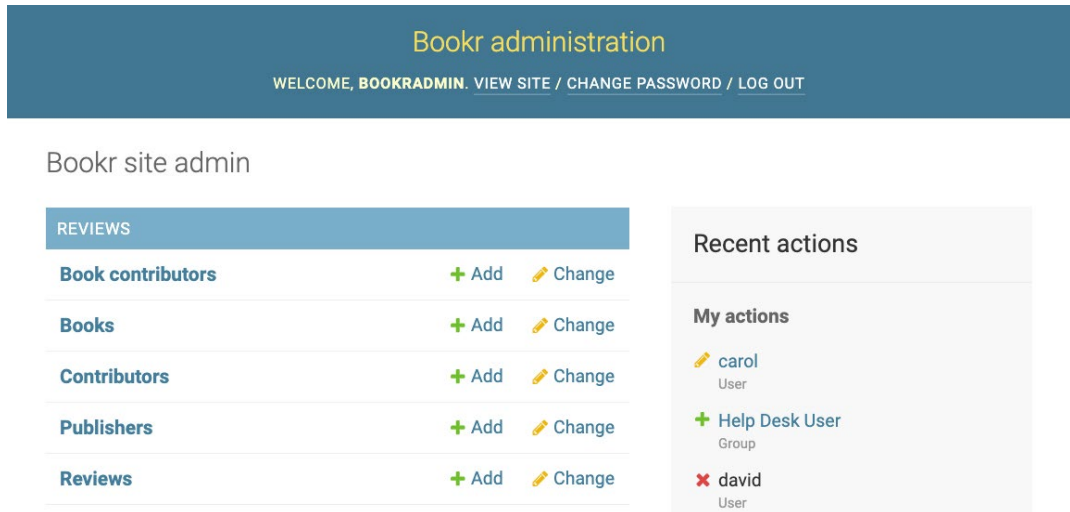 Bookr administration
WELCOME, BOOKRADMIN. VIEW SITE / CHANGE PASSWORD / LOG OUT
Bookr site admin
REVIEWS
Book contributors Add Change
Books Add Change
Contributors Add Change
Publishers Add Change
Reviews Add Change
Recent actions
My actions
carol
User
Help Desk User
Group
david
User